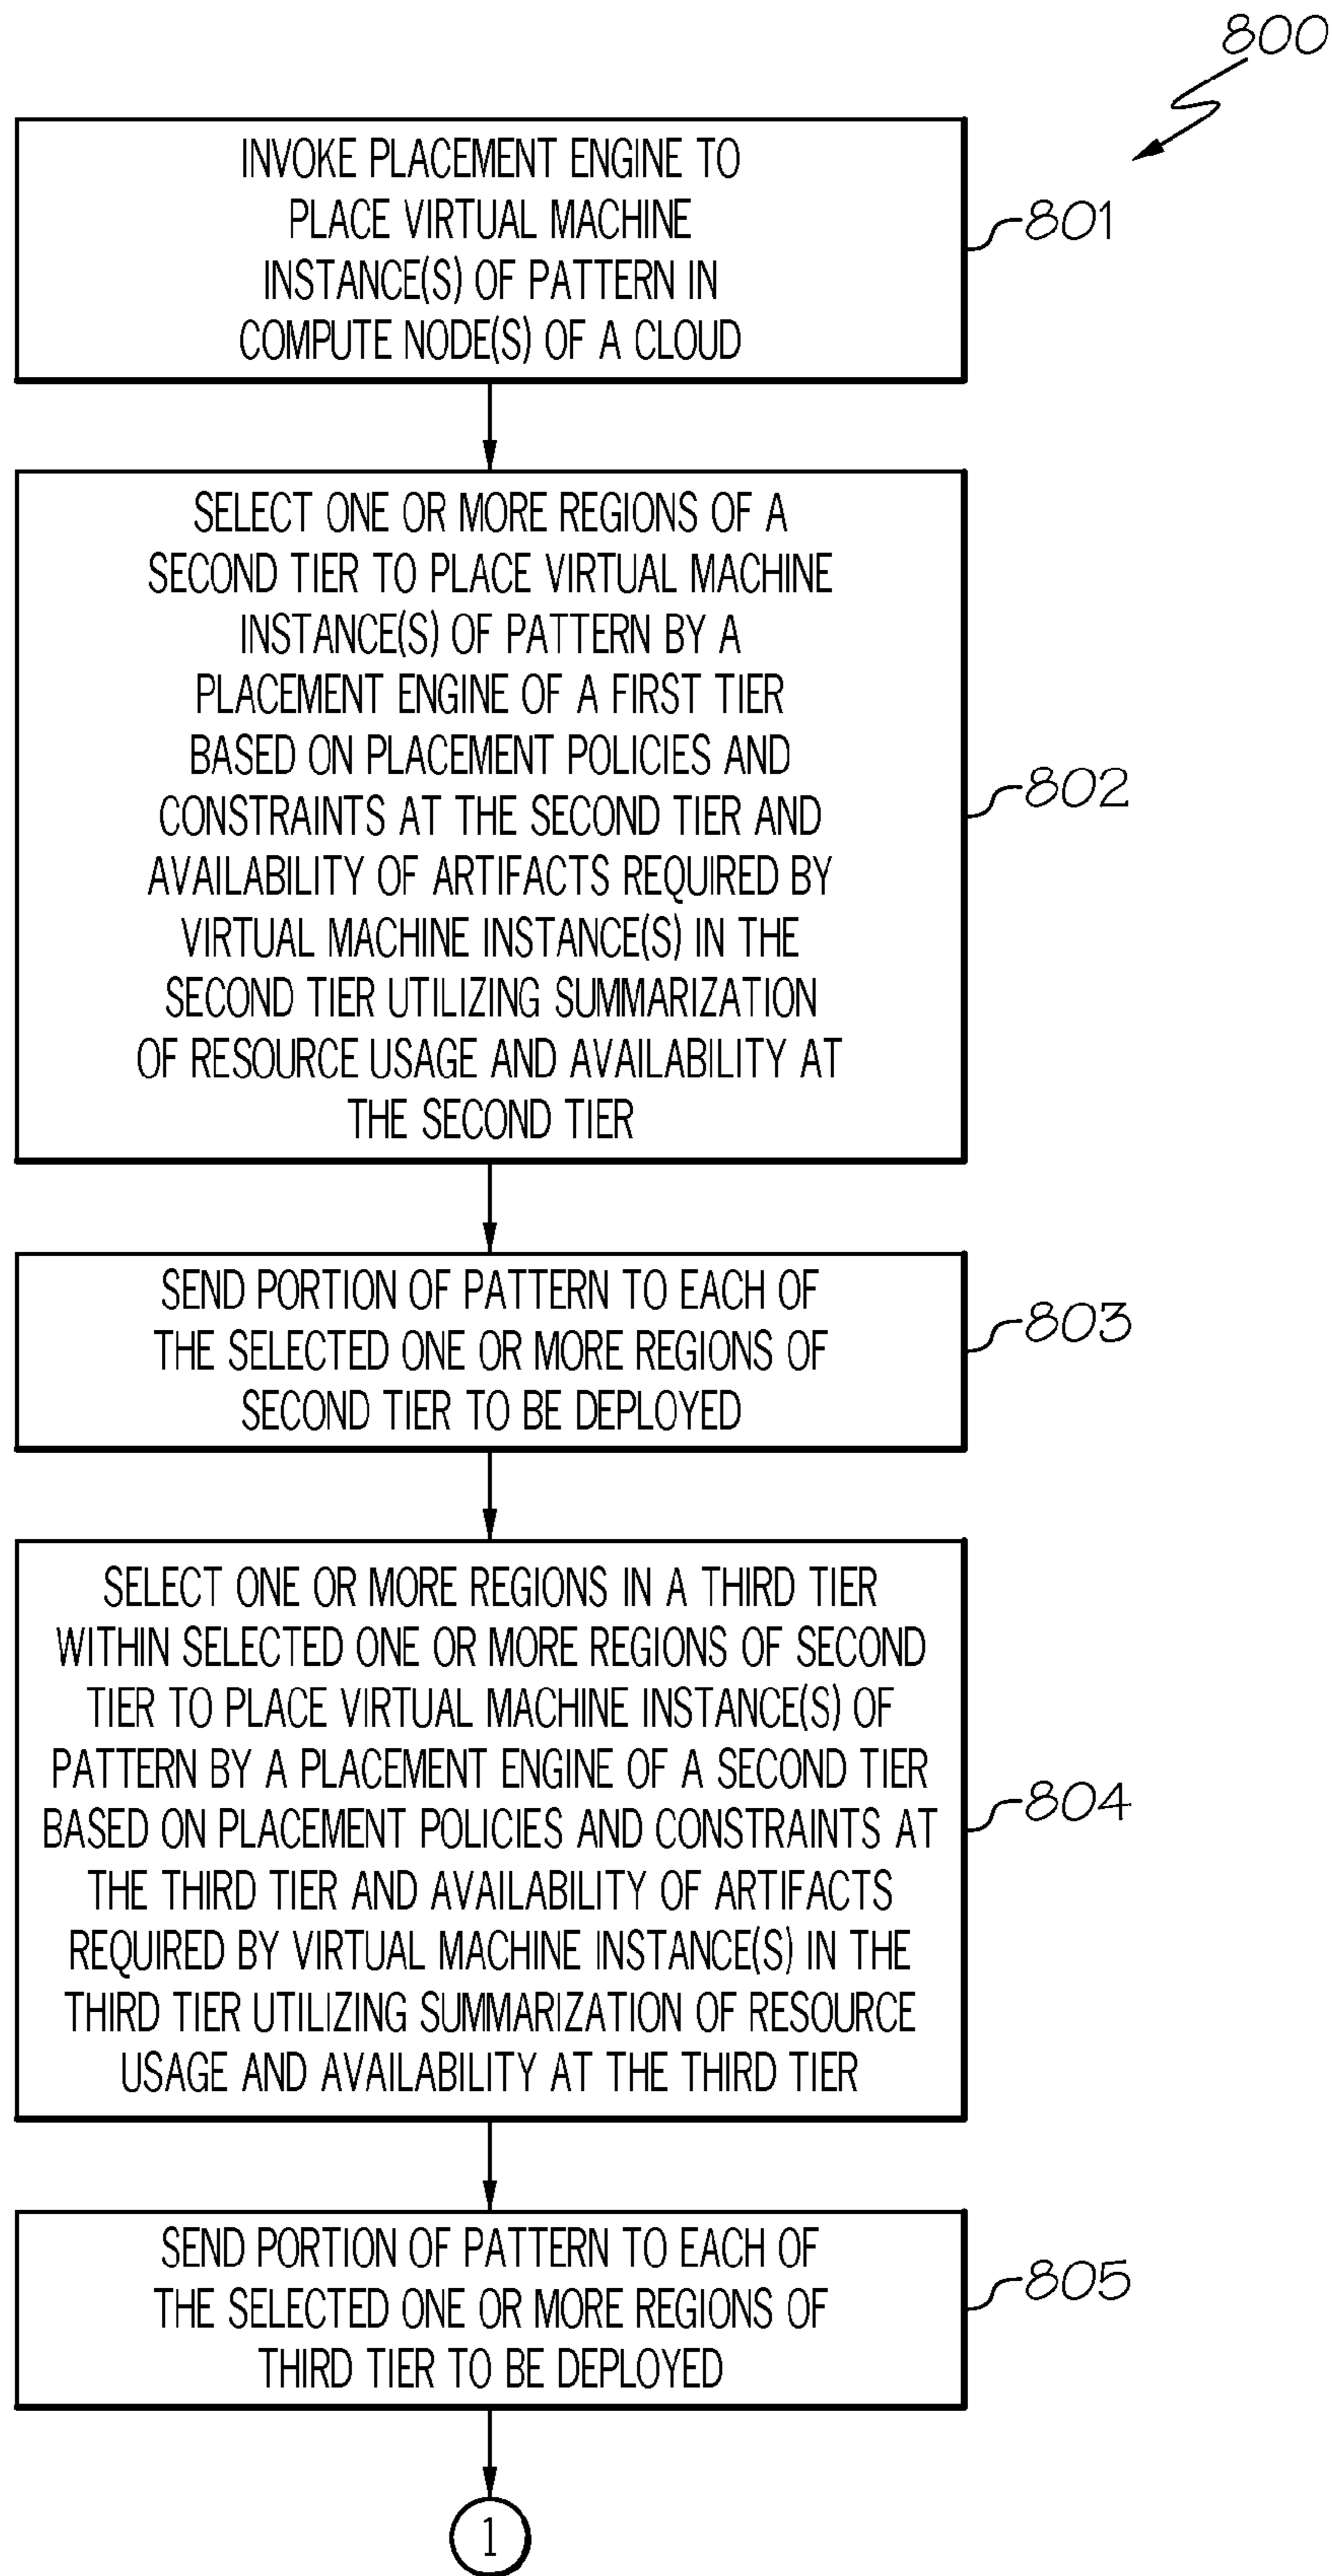 800
INVOKE PLACEMENT ENGINE TO
PLACE VIRTUAL MACHINE
INSTANCE(S) OF PATTERN IN
COMPUTE NODE(S) OF A CLOUD
801
SELECT ONE OR MORE REGIONS OF A
SECOND TIER TO PLACE VIRTUAL MACHINE
INSTANCE(S) OF PATTERN BY A
PLACEMENT ENGINE OF A FIRST TIER
BASED ON PLACEMENT POLICIES AND
CONSTRAINTS AT THE SECOND TIER AND
AVAILABILITY OF ARTIFACTS REQUIRED BY
VIRTUAL MACHINE INSTANCE(S) IN THE
SECOND TIER UTILIZING SUMMARIZATION
OF RESOURCE USAGE AND AVAILABILITY AT
THE SECOND TIER
802
SEND PORTION OF PATTERN TO EACH OF
THE SELECTED ONE OR MORE REGIONS OF
SECOND TIER TO BE DEPLOYED
803
SELECT ONE OR MORE REGIONS IN A THIRD TIER
WITHIN SELECTED ONE OR MORE REGIONS OF SECOND
TIER TO PLACE VIRTUAL MACHINE INSTANCE(S) OF
PATTERN BY A PLACEMENT ENGINE OF A SECOND TIER
BASED ON PLACEMENT POLICIES AND CONSTRAINTS AT
THE THIRD TIER AND AVAILABILITY OF ARTIFACTS
REQUIRED BY VIRTUAL MACHINE INSTANCE(S) IN THE
THIRD TIER UTILIZING SUMMARIZATION OF RESOURCE
USAGE AND AVAILABILITY AT THE THIRD TIER
804
SEND PORTION OF PATTERN TO EACH OF
THE SELECTED ONE OR MORE REGIONS OF
THIRD TIER TO BE DEPLOYED
805
1